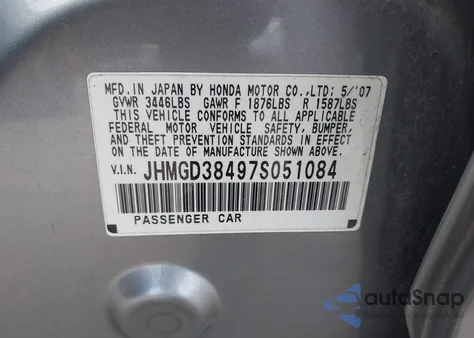 MFD. IN JAPAN BY HONDA MOTOR CO.,LTD; 5/'07
GVWR 3446LBS GAWR F 1876LBS R 1587LBS
THIS VEHICLE CONFORMS TO ALL APPLICABLE
FEDERAL MOTOR VEHICLE SAFETY, BUMPER,
AND THEFT PREVENTION STANDARDS IN EFFECT
ON THE DATE OF MANUFACTURE SHOWN ABOVE.
V.I.N. JHMGD38497S051084
PASSENGER CAR
autoSnap